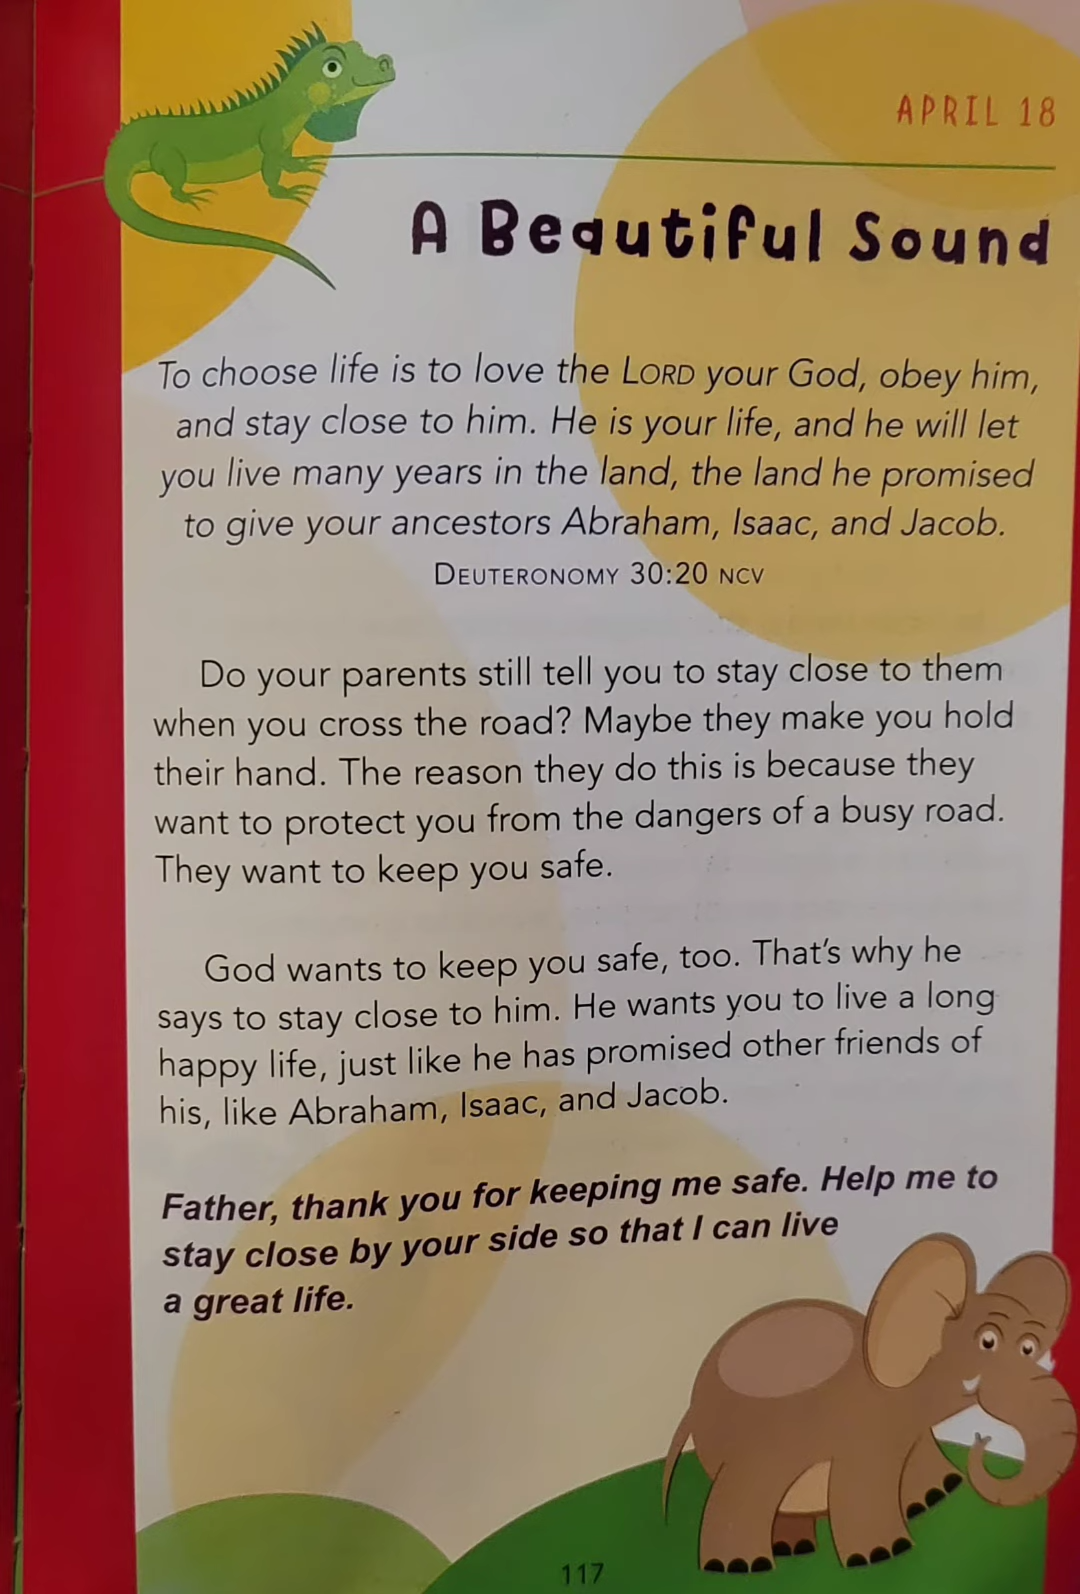 APRIL 18
A Beautiful Sound
To choose life is to love the LORD your God, obey him,
and stay close to him. He is your life, and he will let
you live many years in the land, the land he promised
to give your ancestors Abraham, Isaac, and Jacob.
DEUTERONOMY 30:20 NCV
Do your parents still tell you to stay close to them
when you cross the road? Maybe they make you hold
their hand. The reason they do this is because they
want to protect you from the dangers of a busy road.
They want to keep you safe.
God wants to keep you safe, too. That's why he
says to stay close to him. He wants you to live a long
happy life, just like he has promised other friends of
his, like Abraham, Isaac, and Jacob.
Father, thank you for keeping me safe. Help me to
stay close by your side so that I can live
a great life.
117